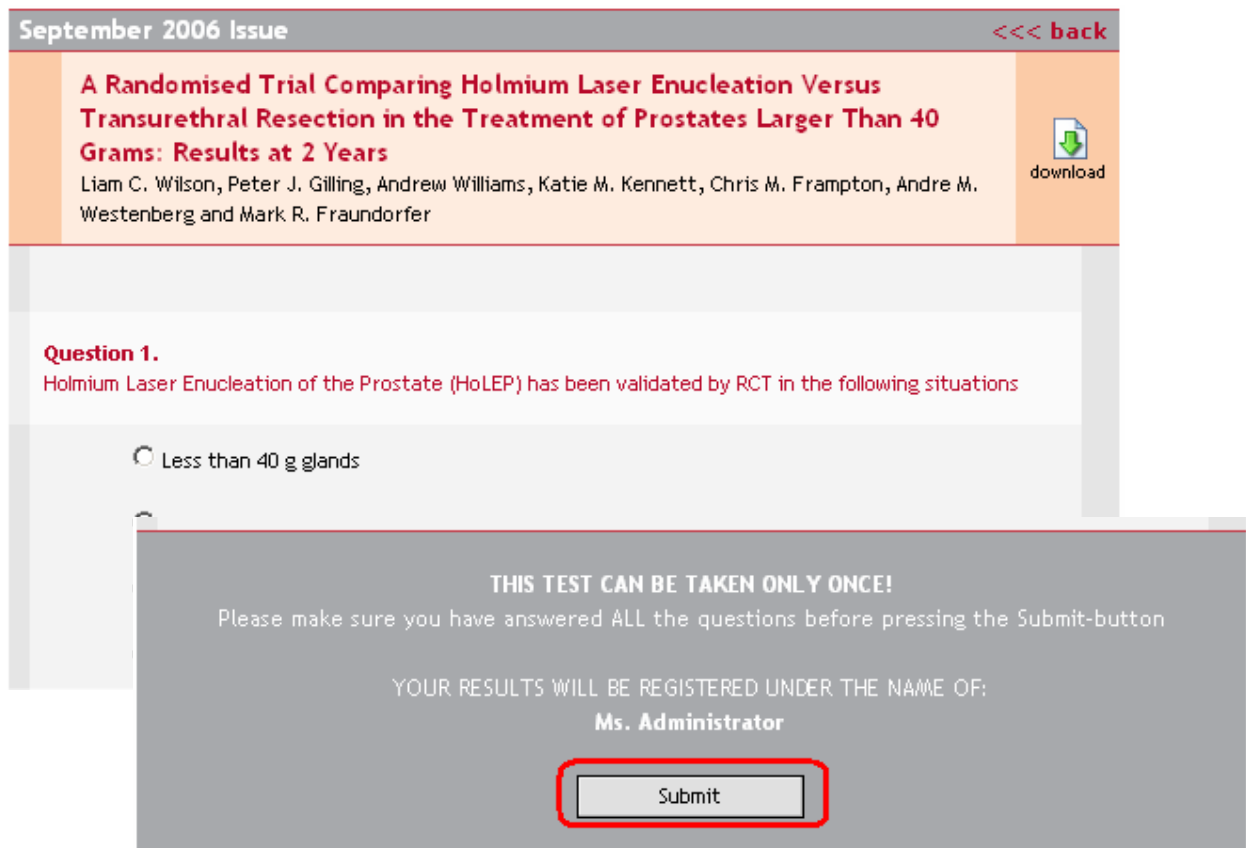 September 2006 Issue
<<< back
A Randomised Trial Comparing Holmium Laser Enucleation Versus
Transurethral Resection in the Treatment of Prostates Larger Than 40
Grams: Results at 2 Years
Liam C. Wilson, Peter J. Gilling, Andrew Williams, Katie M. Kennett, Chris M. Frampton, Andre M.
Westenberg and Mark R. Fraundorfer
download
Question 1.
Holmium Laser Enucleation of the Prostate (HoLEP) has been validated by RCT in the following situations
Less than 40 g glands
THIS TEST CAN BE TAKEN ONLY ONCE!
Please make sure you have answered ALL the questions before pressing the Submit-button
YOUR RESULTS WILL BE REGISTERED UNDER THE NAME OF:
Ms. Administrator
Submit